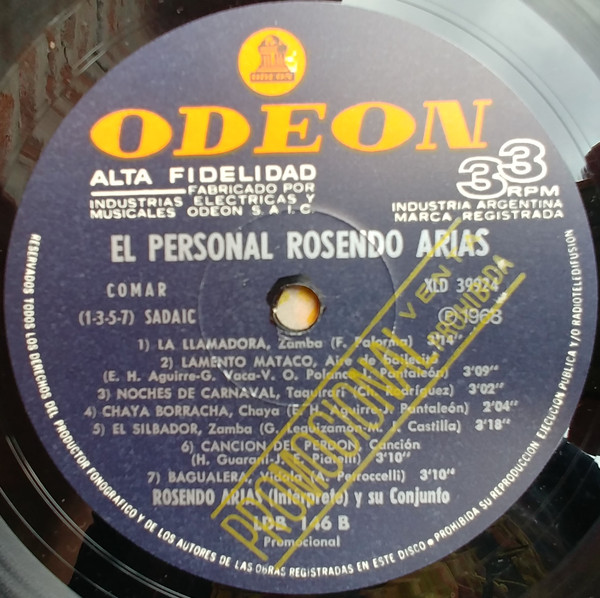 ODEON
ODEON
ALTA FIDELIDAD
FABRICADO POR
INDUSTRIAS ELECTRICAS Y
MUSICALES ODEON S.A.I.C.
33 RPM
INDUSTRIA ARGENTINA
MARCA REGISTRADA
EL PERSONAL ROSENDO ARIAS
COMAR
XLD 39924
(1-3-5-7) SADAIC
Ⓟ 1968
1) LA LLAMADORA, Zamba (F. Palorma) 3'14"
2) LAMENTO MATACO, Aire de bailecito
(E. H. Aguirre-G. Vaca-V. O. Polanco-J. Pantaleón) 3'09"
3) NOCHES DE CARNAVAL, Taquirari (Ch. Rodríguez) 3'02"
4) CHAYA BORRACHA, Chaya (E. H. Aguirre-J. Pantaleón) 2'04"
5) EL SILBADOR, Zamba (G. Leguizamón-M. J. Castilla) 3'18"
6) CANCION DEL PERDON, Canción
(H. Guaraní-J. E. Piatelli) 3'10"
7) BAGUALERA, Vidala (A. Petroccelli) 3'10"
ROSENDO ARIAS (Intérprete) y su Conjunto
LDB 146 B
Promocional
PROMOCIONAL
VENTA
PROHIBIDA
RESERVADOS TODOS LOS DERECHOS DEL PRODUCTOR FONOGRAFICO Y DE LOS AUTORES DE LAS OBRAS REGISTRADAS EN ESTE DISCO • PROHIBIDA SU REPRODUCCION, EJECUCION PUBLICA Y/O RADIOTELEDIFUSION